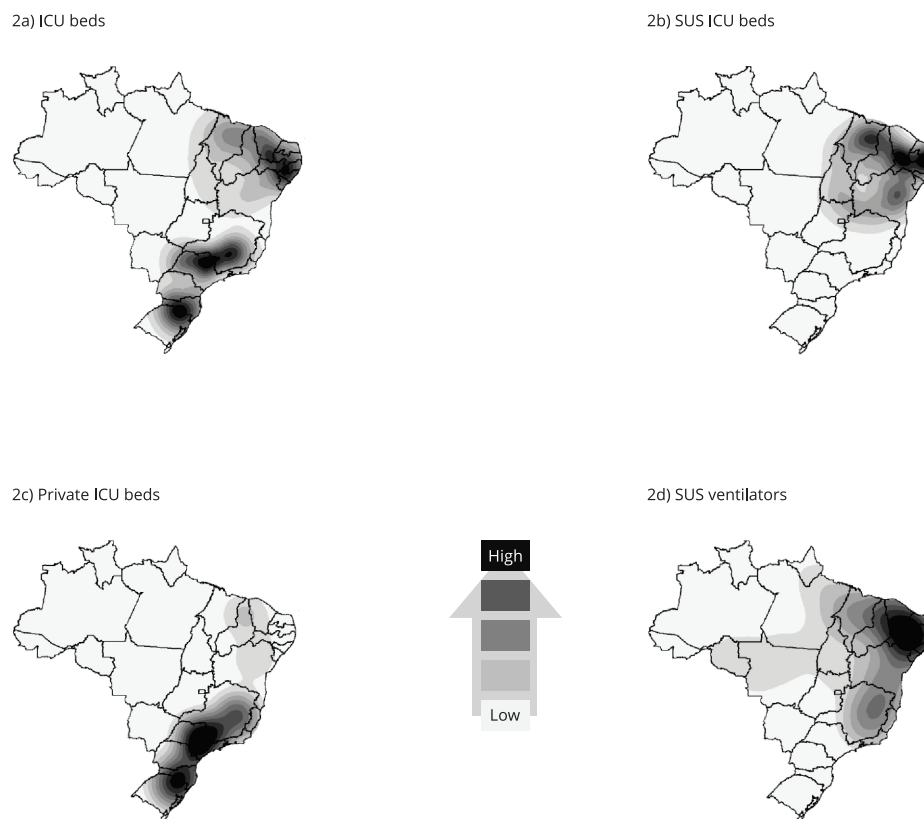 2a) ICU beds
2b) SUS ICU beds
2c) Private ICU beds
2d) SUS ventilators
High
Low